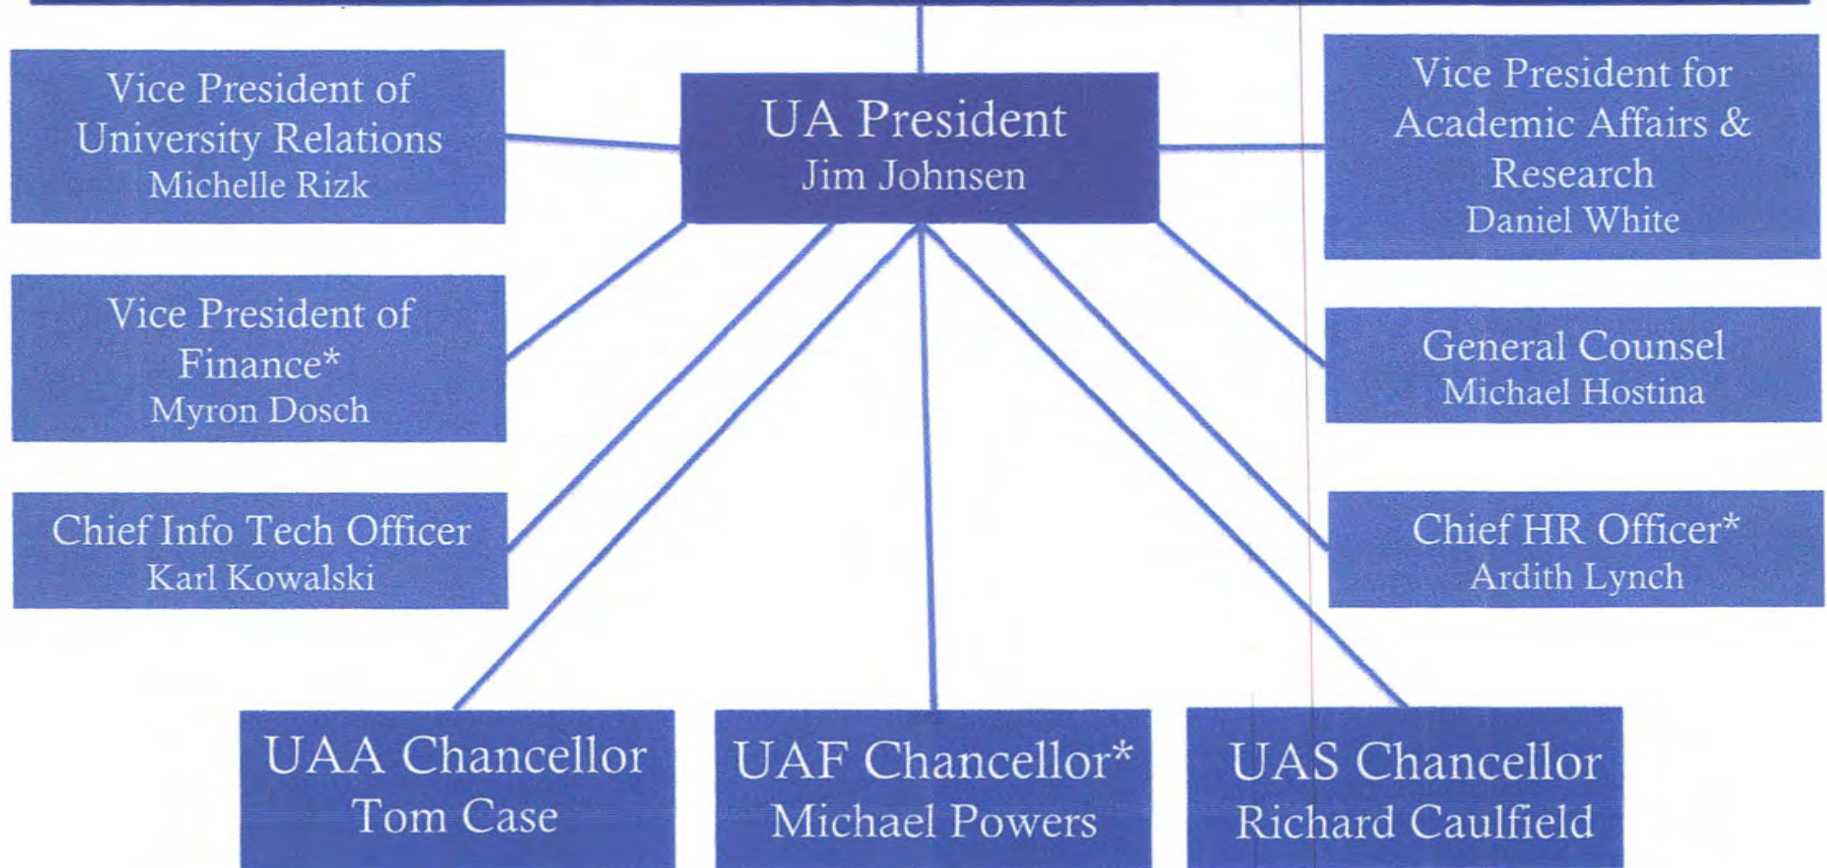 Vice President of
University Relations
Michelle Rizk
UA President
Jim Johnsen
Vice President for
Academic Affairs &
Research
Daniel White
Vice President of
Finance*
Myron Dosch
General Counsel
Michael Hostina
Chief Info Tech Officer
Karl Kowalski
Chief HR Officer*
Ardith Lynch
UAA Chancellor
Tom Case
UAF Chancellor*
Michael Powers
UAS Chancellor
Richard Caulfield